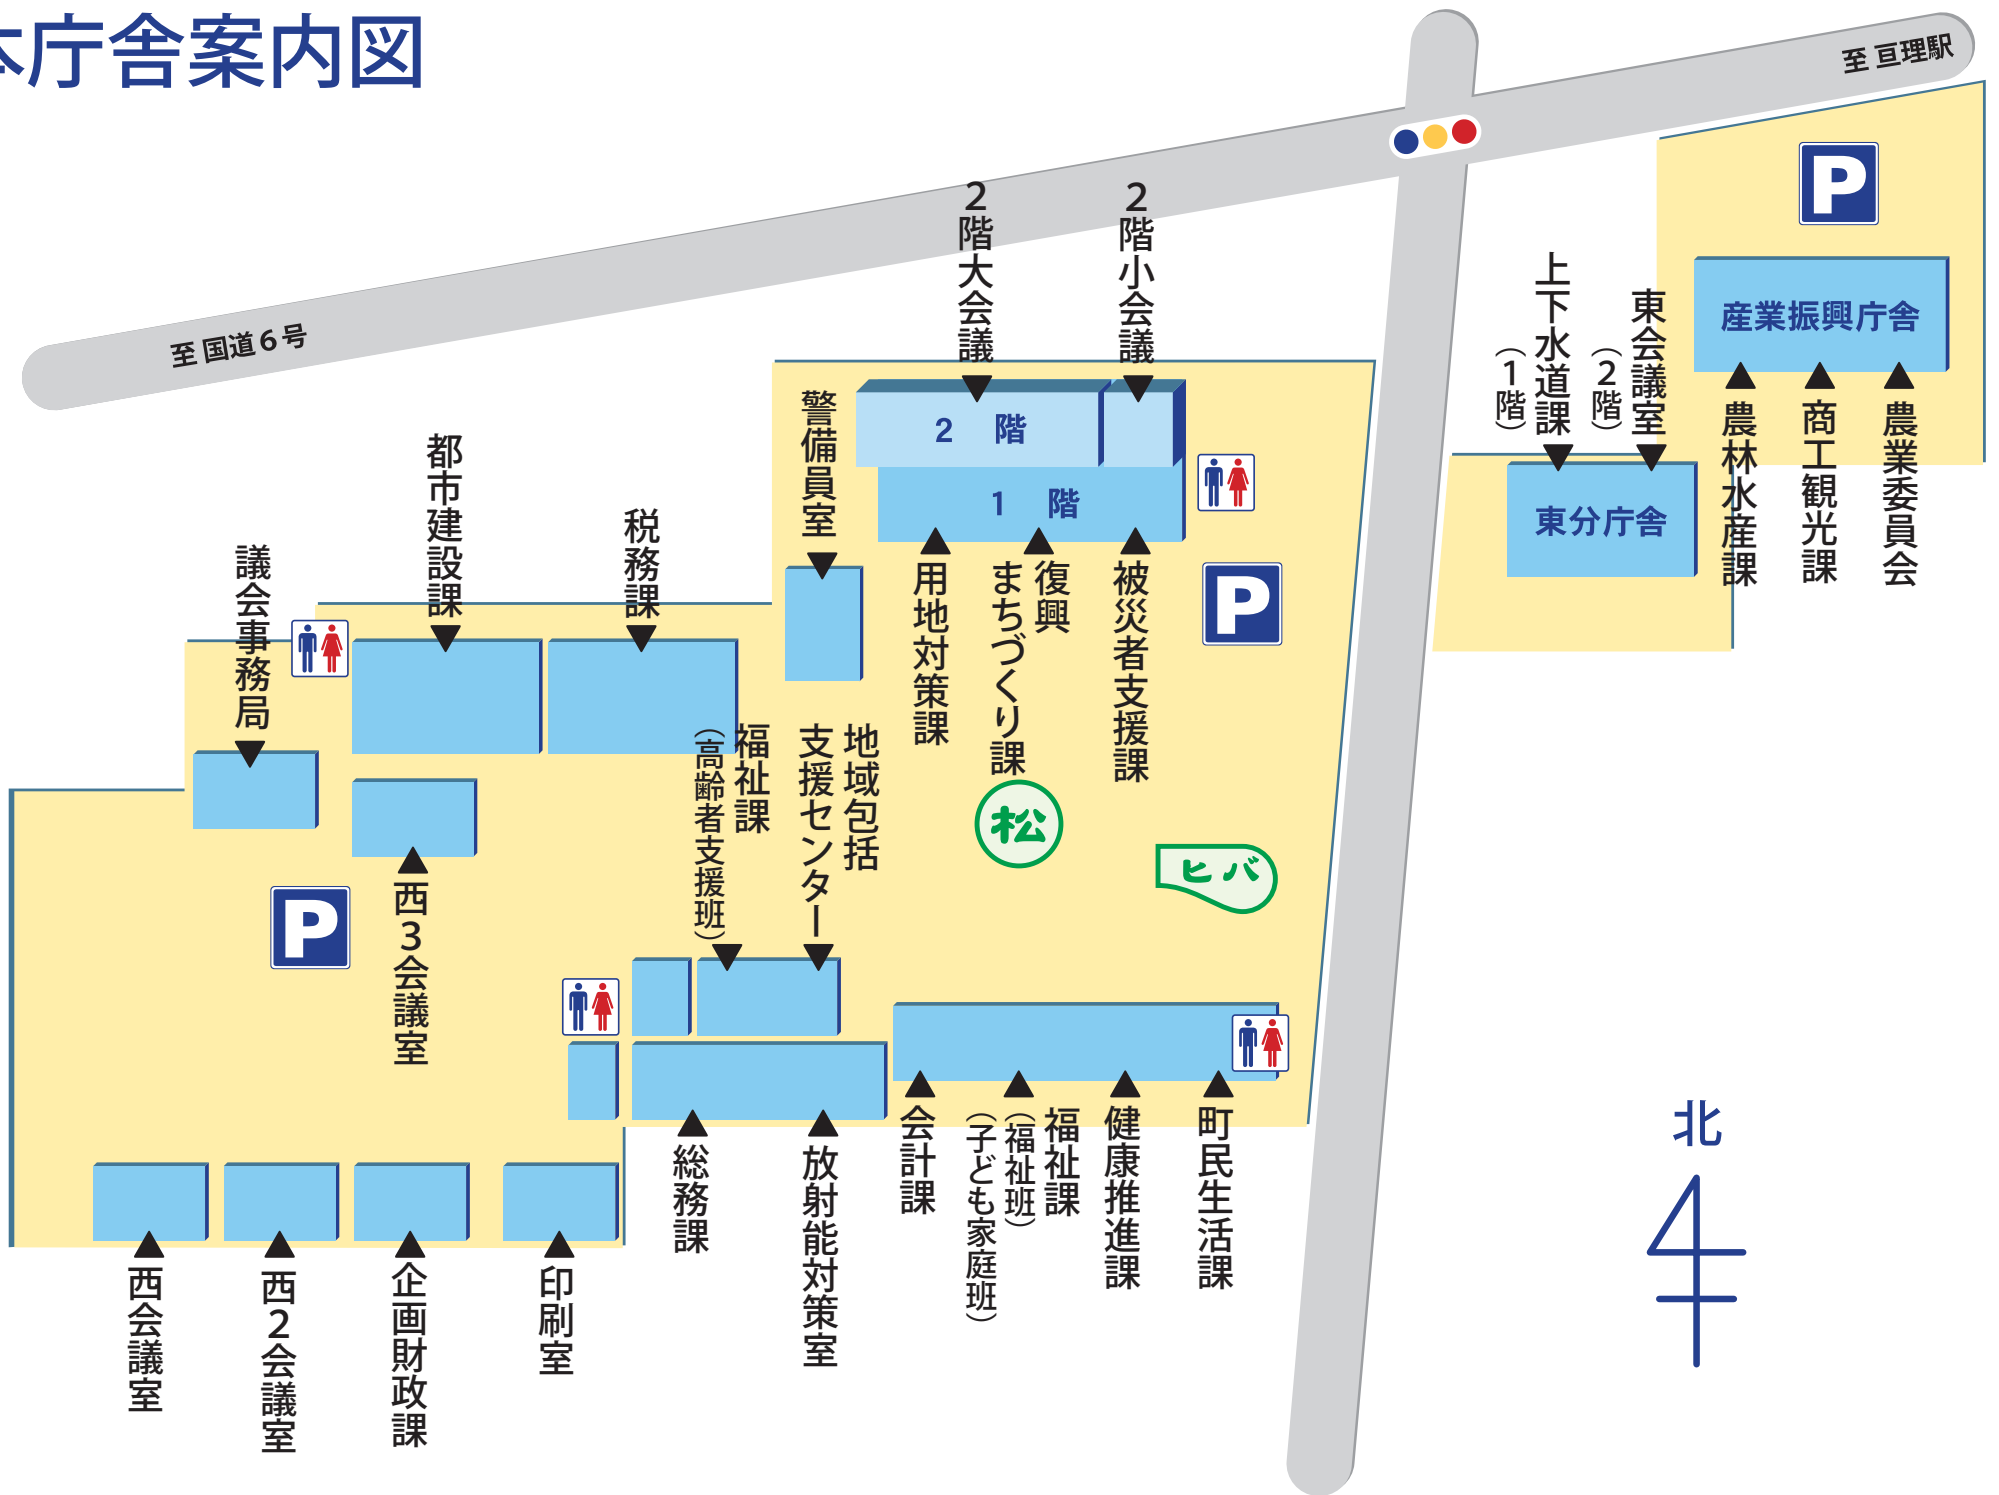 本庁舎案内図
至 亘理駅
至 国道６号
P
２階大会議
２階小会議
上下水道課
（１階）
東会議室
（２階）
産業振興庁舎
東分庁舎
農林水産課
商工観光課
農業委員会
警備員室
２　階
１　階
都市建設課
税務課
議会事務局
用地対策課
復興
まちづくり課
被災者支援課
P
福祉課
（高齢者支援班）
地域包括
支援センター
松
ヒバ
P
西３会議室
会計課
福祉課
（福祉班）
（子ども家庭班）
健康推進課
町民生活課
総務課
放射能対策室
西会議室
西２会議室
企画財政課
印刷室
北